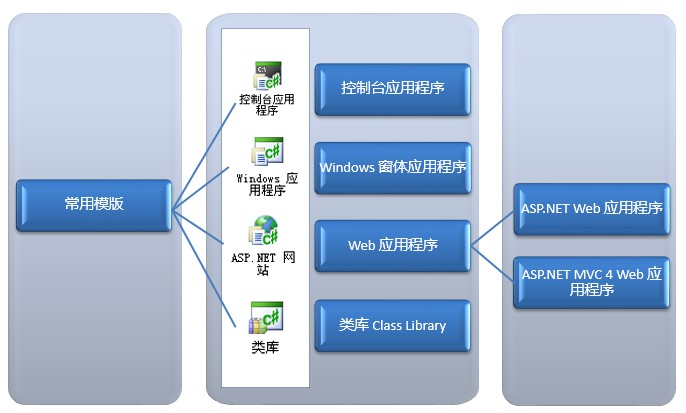 常用模版
C:\
C#
控制台应用
程序
控制台应用程序
C#
Windows 应
用程序
Windows 窗体应用程序
C#
ASP.NET 网
站
Web 应用程序
C#
类库
类库 Class Library
ASP.NET Web 应用程序
ASP.NET MVC 4 Web 应
用程序